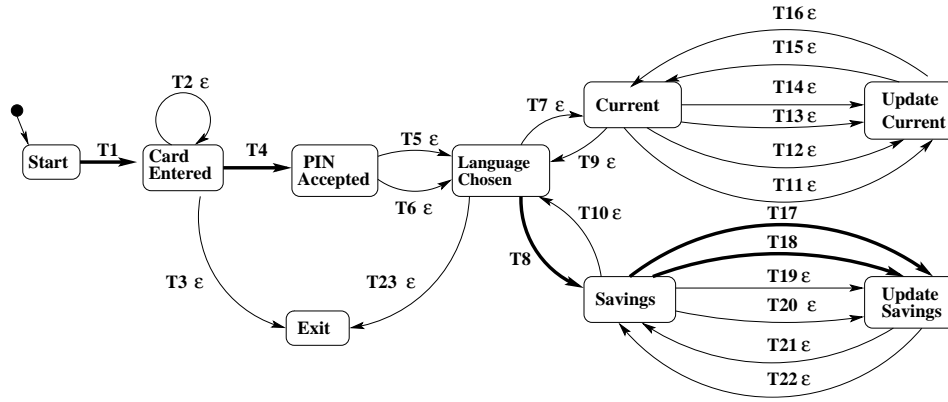 T16 ε
T15 ε
T2 ε
T14 ε
Update
Current
T7 ε
Current
T13 ε
T1
T4
T5 ε
T12 ε
Start
Card
Entered
PIN
Accepted
Language
Chosen
T9 ε
T11 ε
T6 ε
T10 ε
T17
T8
T18
T3 ε
T23 ε
T19 ε
Savings
T20 ε
Update
Savings
Exit
T21 ε
T22 ε